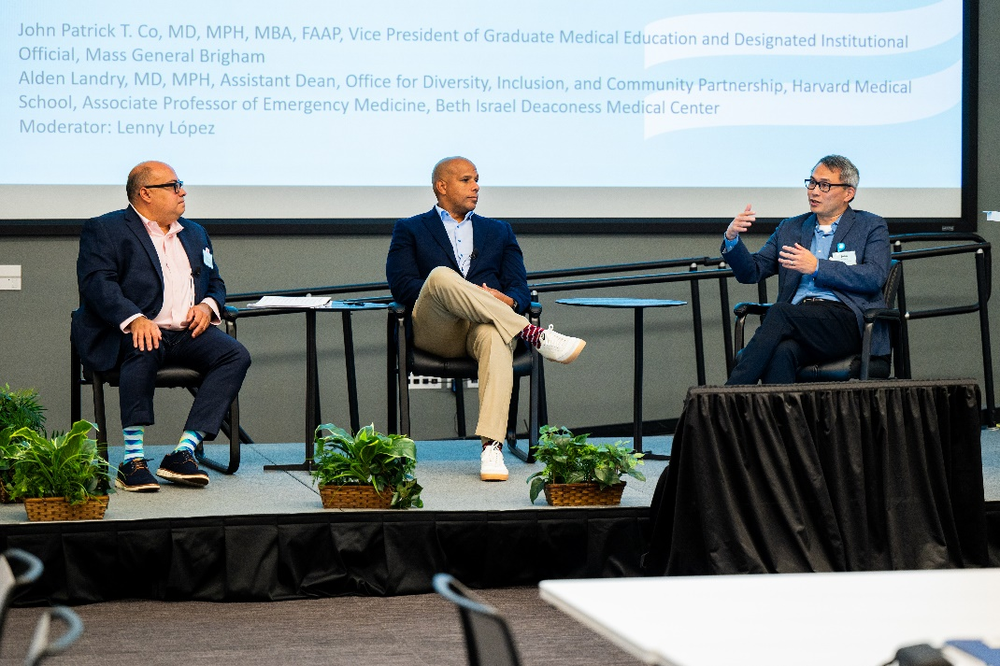 John Patrick T. Co, MD, MPH, MBA, FAAP, Vice President of Graduate Medical Education and Designated Institutional
Official, Mass General Brigham
Alden Landry, MD, MPH, Assistant Dean, Office for Diversity, Inclusion, and Community Partnership, Harvard Medical
School, Associate Professor of Emergency Medicine, Beth Israel Deaconess Medical Center
Moderator: Lenny López